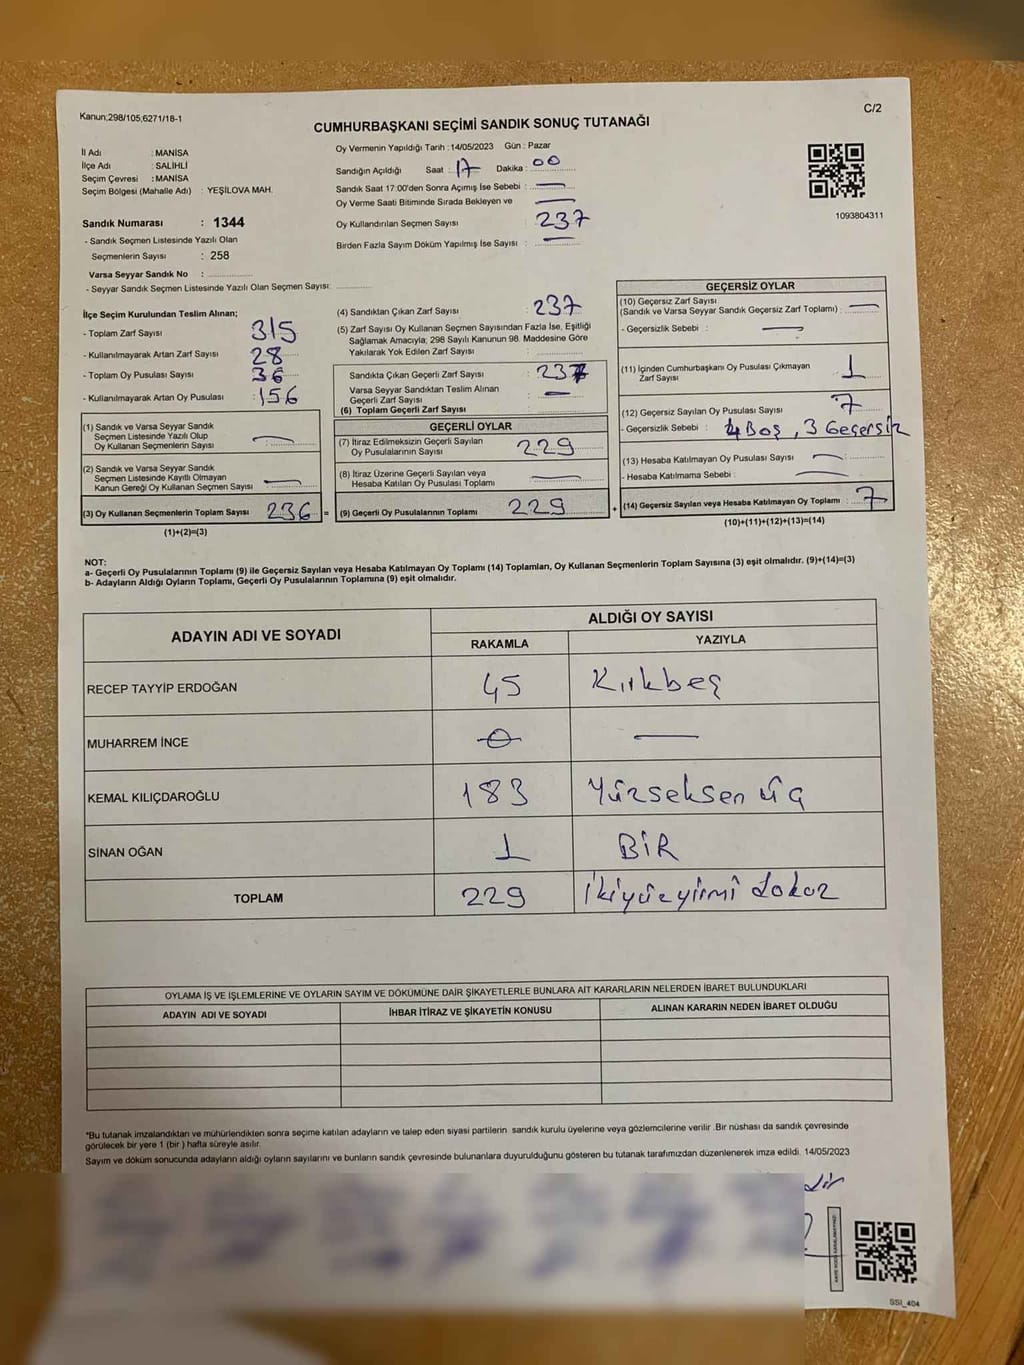 Kanun;298/105,6271/18-1
C/2
CUMHURBAŞKANI SEÇİMİ SANDIK SONUÇ TUTANAĞI
İl Adı : MANİSA
İlçe Adı : SALİHLİ
Seçim Çevresi : MANİSA
Seçim Bölgesi (Mahalle Adı) : YEŞİLOVA MAH.
Sandık Numarası : 1344
- Sandık Seçmen Listesinde Yazılı Olan
Seçmenlerin Sayısı : 258
Varsa Seyyar Sandık No :
- Seyyar Sandık Seçmen Listesinde Yazılı Olan Seçmen Sayısı:
Oy Vermenin Yapıldığı Tarih : 14/05/2023 Gün : Pazar
Sandığın Açıldığı Saat : 17 Dakika : 00
Sandık Saat 17:00'den Sonra Açımış İse Sebebi : —
Oy Verme Saati Bitiminde Sırada Bekleyen ve —
Oy Kullandırılan Seçmen Sayısı 237
Birden Fazla Sayım Döküm Yapılmış İse Sayısı : —
1093804311
İlçe Seçim Kurulundan Teslim Alınan;
- Toplam Zarf Sayısı 315
- Kullanılmayarak Artan Zarf Sayısı 28
- Toplam Oy Pusulası Sayısı 36
- Kullanılmayarak Artan Oy Pusulası : 156
(1) Sandık ve Varsa Seyyar Sandık
Seçmen Listesinde Yazılı Olup
Oy Kullanan Seçmenlerin Sayısı —
(2) Sandık ve Varsa Seyyar Sandık
Seçmen Listesinde Kayıtlı Olmayan
Kanun Gereği Oy Kullanan Seçmen Sayısı —
(3) Oy Kullanan Seçmenlerin Toplam Sayısı 236 =
(1)+(2)=(3)
(4) Sandıktan Çıkan Zarf Sayısı : 237
(5) Zarf Sayısı Oy Kullanan Seçmen Sayısından Fazla İse, Eşitliği
Sağlamak Amacıyla; 298 Sayılı Kanunun 98. Maddesine Göre
Yakılarak Yok Edilen Zarf Sayısı :
Sandıkta Çıkan Geçerli Zarf Sayısı : 237
Varsa Seyyar Sandıktan Teslim Alınan
Geçerli Zarf Sayısı : —
(6) Toplam Geçerli Zarf Sayısı :
GEÇERLİ OYLAR
(7) İtiraz Edilmeksizin Geçerli Sayılan
Oy Pusulasının Sayısı 229
(8) İtiraz Üzerine Geçerli Sayılan veya
Hesaba Katılan Oy Pusulası Toplamı —
(9) Geçerli Oy Pusulalarının Toplamı 229 +
GEÇERSİZ OYLAR
(10) Geçersiz Zarf Sayısı
(Sandık ve Varsa Seyyar Sandık Geçersiz Zarf Toplamı) : —
- Geçersizlik Sebebi : —
(11) İçinden Cumhurbaşkanı Oy Pusulası Çıkmayan
Zarf Sayısı 1
(12) Geçersiz Sayılan Oy Pusulası Sayısı 7
- Geçersizlik Sebebi : 4 Boş , 3 Geçersiz
(13) Hesaba Katılmayan Oy Pusulası Sayısı —
- Hesaba Katılmama Sebebi : —
(14) Geçersiz Sayılan veya Hesaba Katılmayan Oy Toplamı : 7
(10)+(11)+(12)+(13)=(14)
NOT:
a- Geçerli Oy Pusulalarının Toplamı (9) ile Geçersiz Sayılan veya Hesaba Katılmayan Oy Toplamı (14) Toplamları, Oy Kullanan Seçmenlerin Toplam Sayısına (3) eşit olmalıdır. (9)+(14)=(3)
b- Adayların Aldığı Oyların Toplamı, Geçerli Oy Pusulalarının Toplamına (9) eşit olmalıdır.
ADAYIN ADI VE SOYADI
ALDIĞI OY SAYISI
RAKAMLA YAZIYLA
RECEP TAYYİP ERDOĞAN 45 Kırkbeş
MUHARREM İNCE 0 —
KEMAL KILIÇDAROĞLU 183 Yüzseksen üç
SİNAN OĞAN 1 BİR
TOPLAM 229 İkiyüzyirmi dokuz
OYLAMA İŞ VE İŞLEMLERİNE VE OYLARIN SAYIM VE DÖKÜMÜNE DAİR ŞİKAYETLERLE BUNLARA AİT KARARLARIN NELERDEN İBARET BULUNDUKLARI
ADAYIN ADI VE SOYADI İHBAR İTİRAZ VE ŞİKAYETİN KONUSU ALINAN KARARIN NEDEN İBARET OLDUĞU
*Bu tutanak imzalandıktan ve mühürlendikten sonra seçime katılan adayların ve talep eden siyasi partilerin sandık kurulu üyelerine veya gözlemcilerine verilir .Bir nüshası da sandık çevresinde
görülecek bir yere 1 (bir ) hafta süreyle asılır.
Sayım ve döküm sonucunda adayların aldığı oyların sayılarını ve bunların sandık çevresinde bulunanlara duyurulduğunu gösteren bu tutanak tarafımızdan düzenlenerek imza edildi. 14/05/2023
SSI_404